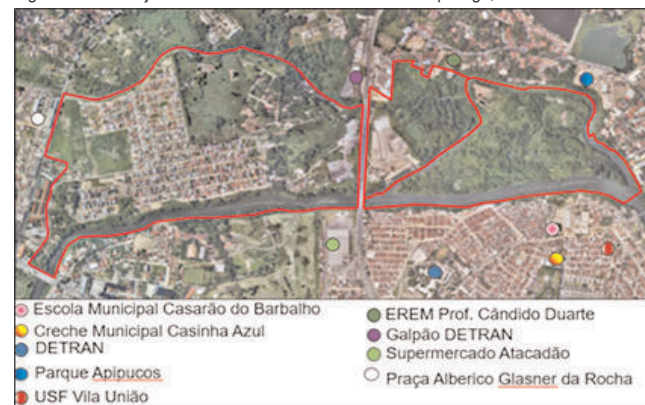 Escola Municipal Casarão do Barbalho
Creche Municipal Casinha Azul
DETRAN
Parque Apipucos
USF Vila União
EREM Prof. Cândido Duarte
Galpão DETRAN
Supermercado Atacadão
Praça Alberico Glasner da Rocha